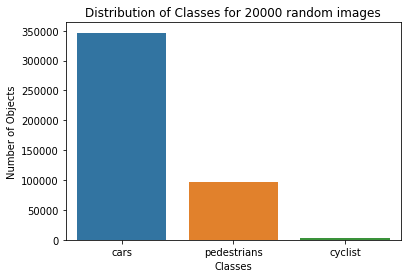 Distribution of Classes for 20000 random images
Number of Objects
350000
300000
250000
200000
150000
100000
50000
0
cars pedestrians cyclist
Classes